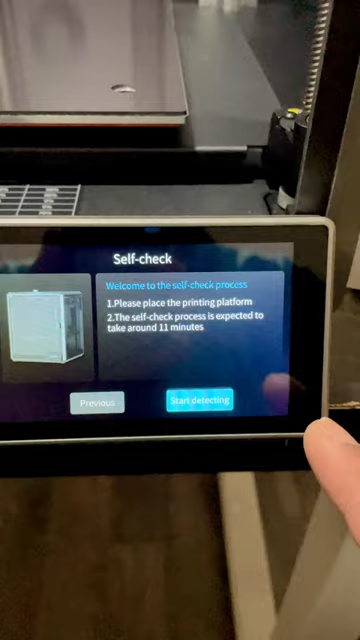 Self-check
Welcome to the self-check process
1.Please place the printing platform
2.The self-check process is expected to
take around 11 minutes
Previous
Start detecting